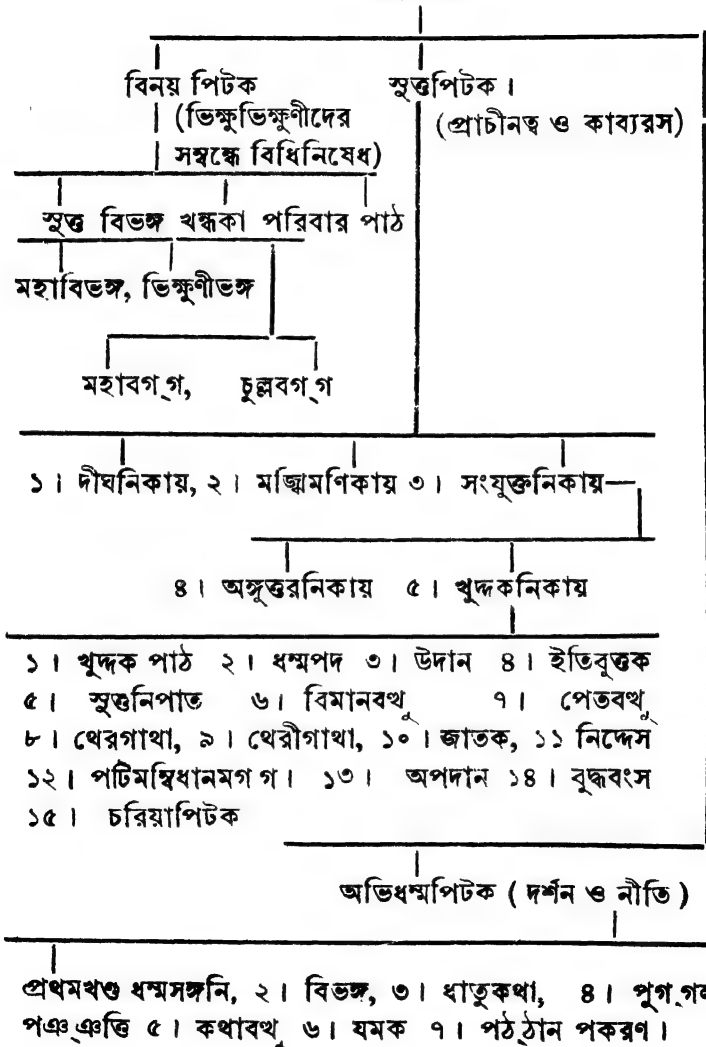 বিনয় পিটক সুত্তপিটক।
(ভিক্ষুভিক্ষুণীদের (প্রাচীনত্ব ও কাব্যরস)
সম্বন্ধে বিধিনিষেধ)
সুত্ত বিভঙ্গ খন্ধকা পরিবার পাঠ
মহাবিভঙ্গ, ভিক্ষুণীভঙ্গ
মহাবগ্‌গ, চুল্লবগ্‌গ
১। দীঘনিকায়, ২। মজ্ঝিমণিকায় ৩। সংযুক্তনিকায়—
৪। অঙ্গুত্তরনিকায় ৫। খুদ্দকনিকায়
১। খুদ্দক পাঠ ২। ধম্মপদ ৩। উদান ৪। ইতিবুত্তক
৫। সুত্তনিপাত ৬। বিমানবত্থু ৭। পেতবত্থু
৮। থেরগাথা, ৯। থেরীগাথা, ১০। জাতক, ১১ নিদ্দেস
১২। পটিমম্বিধানমগ গ। ১৩। অপদান ১৪। বুদ্ধবংস
১৫। চরিয়াপিটক
অভিধম্মপিটক (দর্শন ও নীতি)
প্রথমখণ্ড ধম্মসঙ্গনি, ২। বিভঙ্গ, ৩। ধাতুকথা, ৪। পুগ্‌গল
পঞ্‌ঞত্তি ৫। কথাবত্থু ৬। যমক ৭। পঠ্‌ঠান পকরণ।